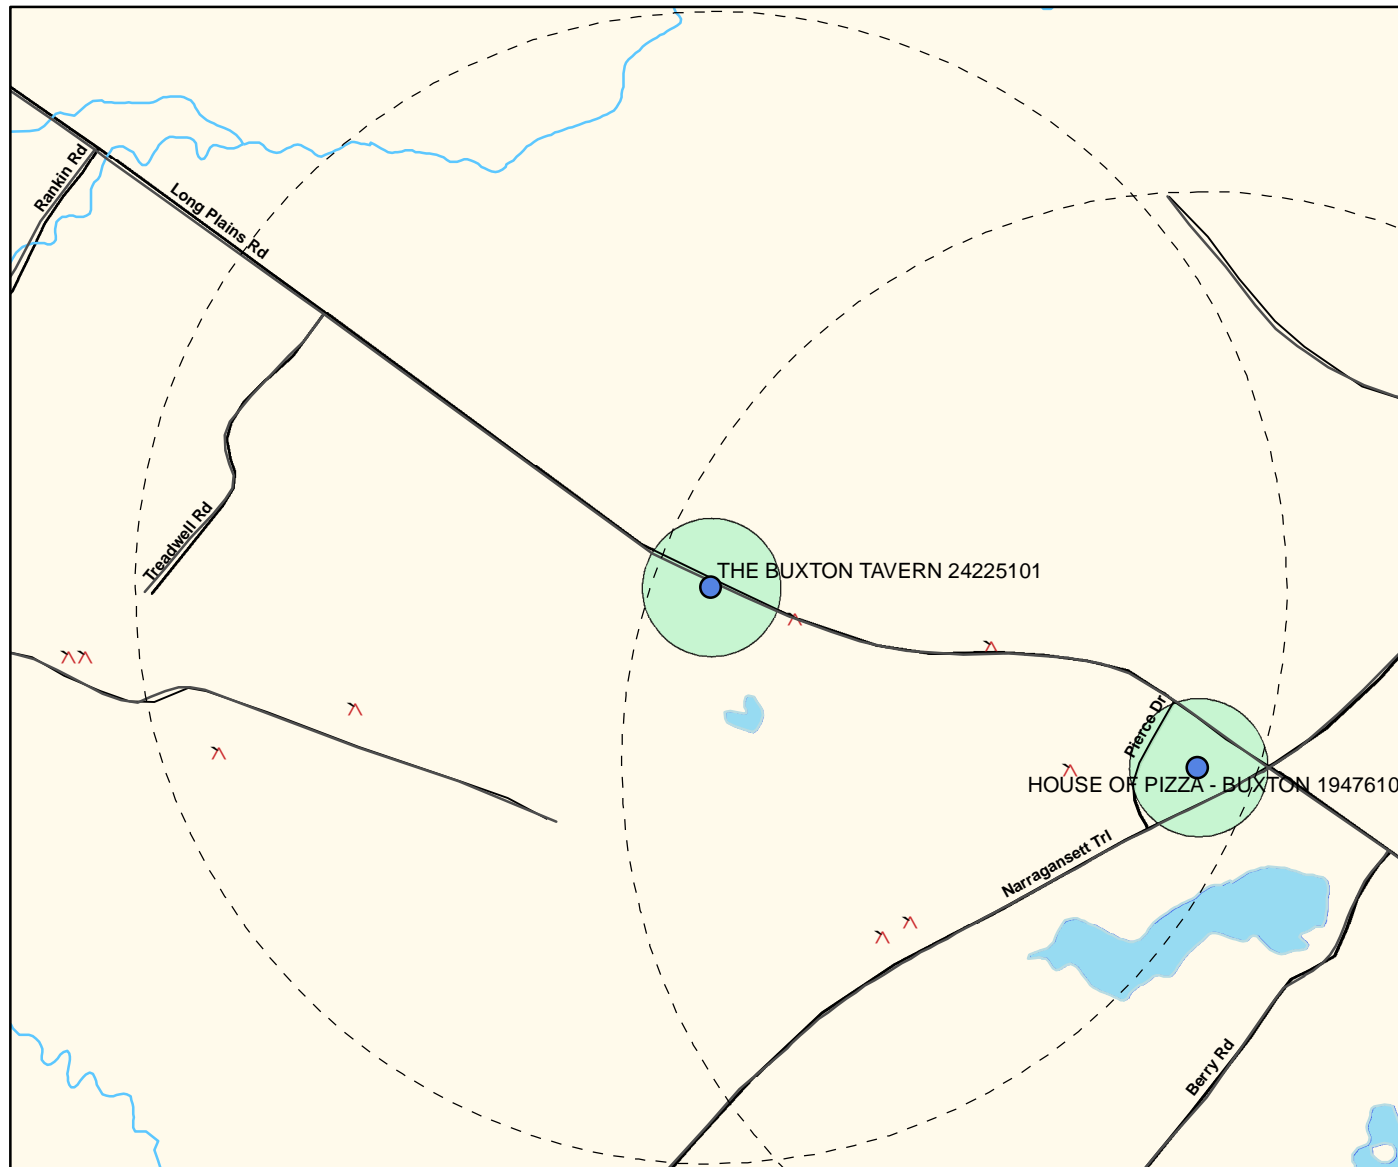 Rankin Rd
Long Plains Rd
Treadwell Rd
THE BUXTON TAVERN 24225101
Pierce Dr
HOUSE OF PIZZA - BUXTON 1947610
Narragansett Trl
Berry Rd